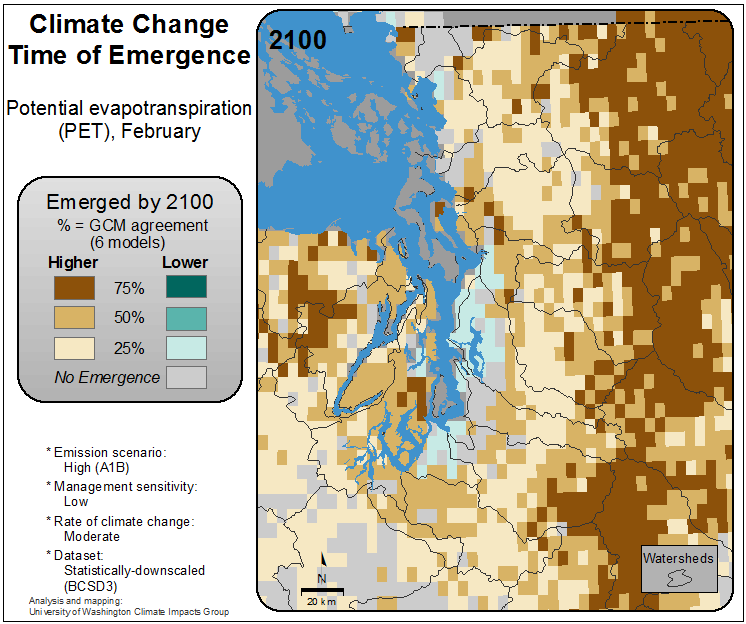 Climate Change
Time of Emergence
Potential evapotranspiration
(PET), February
Emerged by 2100
% = GCM agreement
(6 models)
Higher Lower
75%
50%
25%
No Emergence
* Emission scenario:
High (A1B)
* Management sensitivity:
Low
* Rate of climate change:
Moderate
* Dataset:
Statistically-downscaled
(BCSD3)
Analysis and mapping:
University of Washington Climate Impacts Group
2100
N
20 km
Watersheds